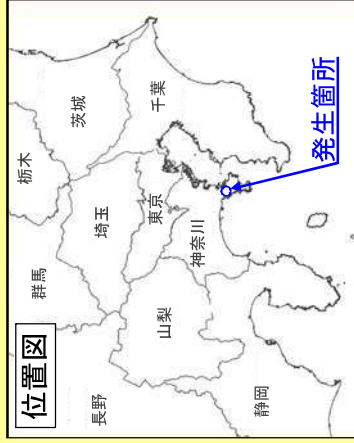 位置図
栃木
群馬
茨城
長野
埼玉
東京
千葉
山梨
神奈川
静岡
発生箇所